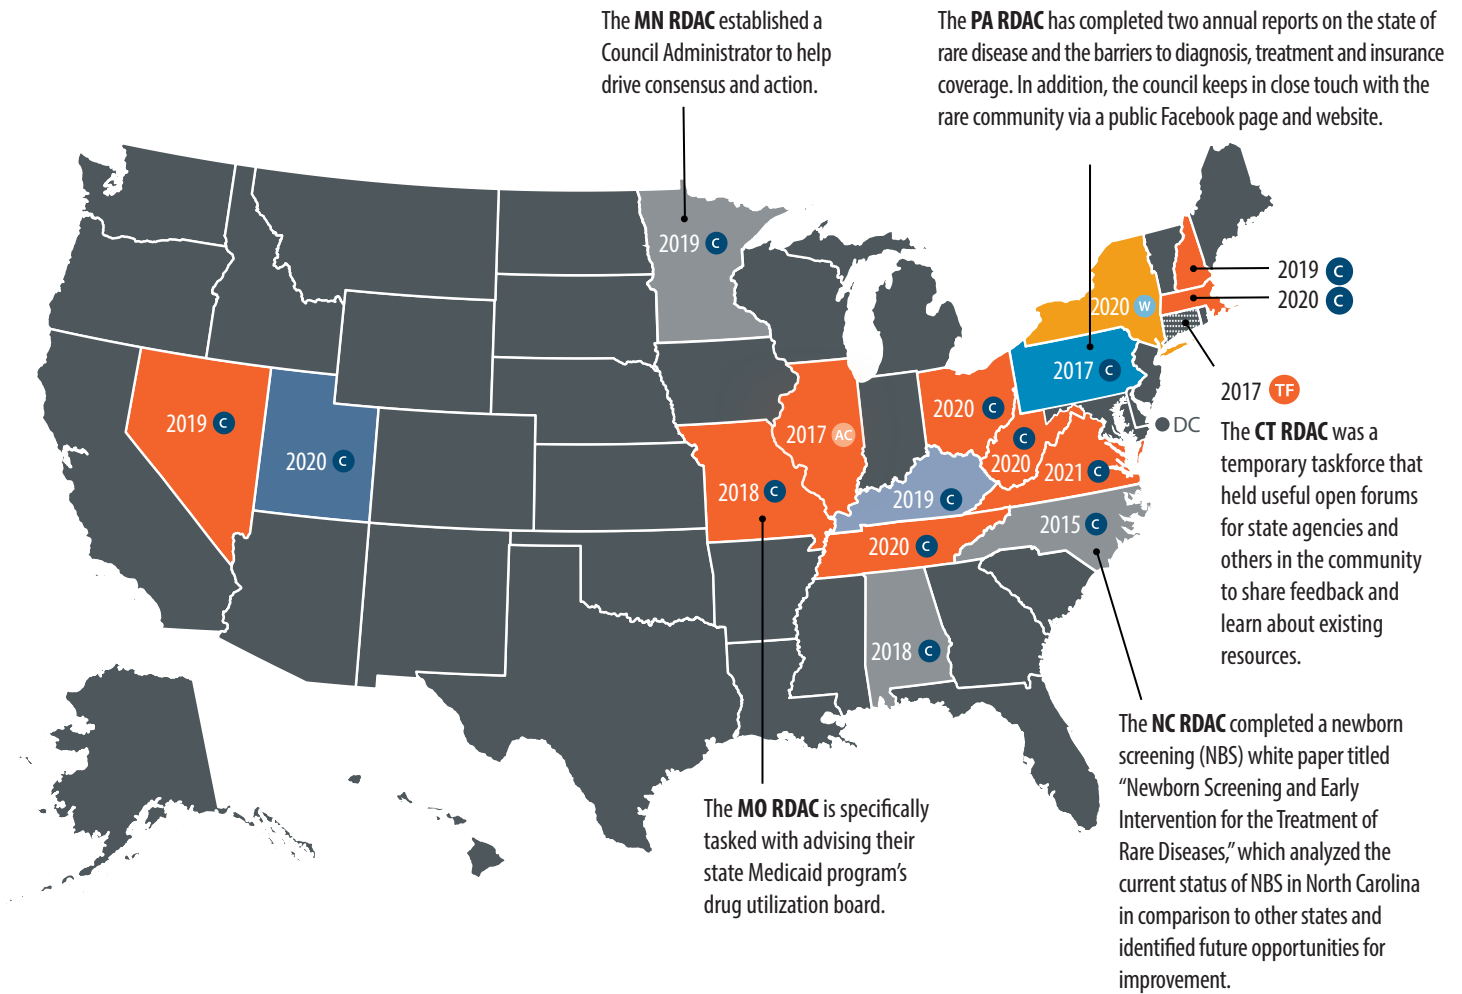 The MN RDAC established a
Council Administrator to help
drive consensus and action.
The PA RDAC has completed two annual reports on the state of
rare disease and the barriers to diagnosis, treatment and insurance
coverage. In addition, the council keeps in close touch with the
rare community via a public Facebook page and website.
2019 C
2019 C
2020 C
2020 W
2017 C
2017 TF
The CT RDAC was a
temporary taskforce that
held useful open forums
for state agencies and
others in the community
to share feedback and
learn about existing
resources.
DC
2019 C
2020 C
2017 AC
2020 C
C
2020
2021 C
2018 C
2019 C
2015 C
2020 C
2018 C
The NC RDAC completed a newborn
screening (NBS) white paper titled
“Newborn Screening and Early
Intervention for the Treatment of
Rare Diseases,” which analyzed the
current status of NBS in North Carolina
in comparison to other states and
identified future opportunities for
improvement.
The MO RDAC is specifically
tasked with advising their
state Medicaid program’s
drug utilization board.